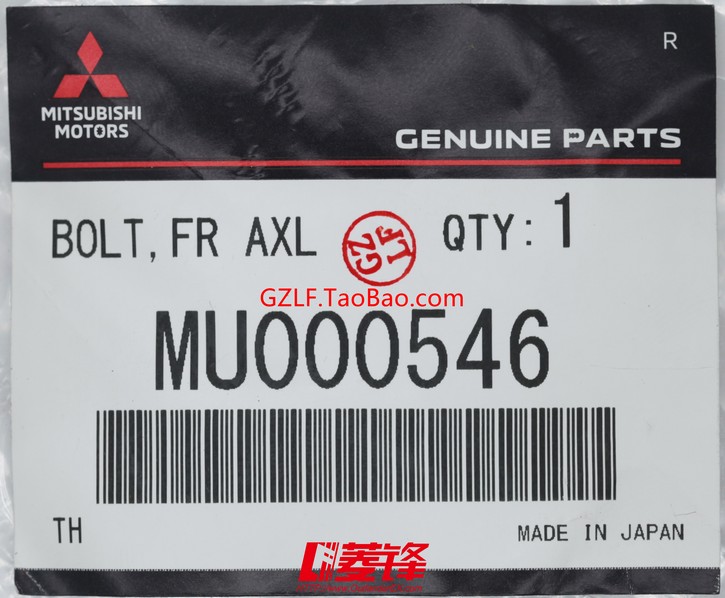 R
MITSUBISHI
MOTORS
GENUINE PARTS
BOLT, FR AXL
GZ
LF
QTY: 1
GZLF.TaoBao.com
MU000546
TH
MADE IN JAPAN
菱锋